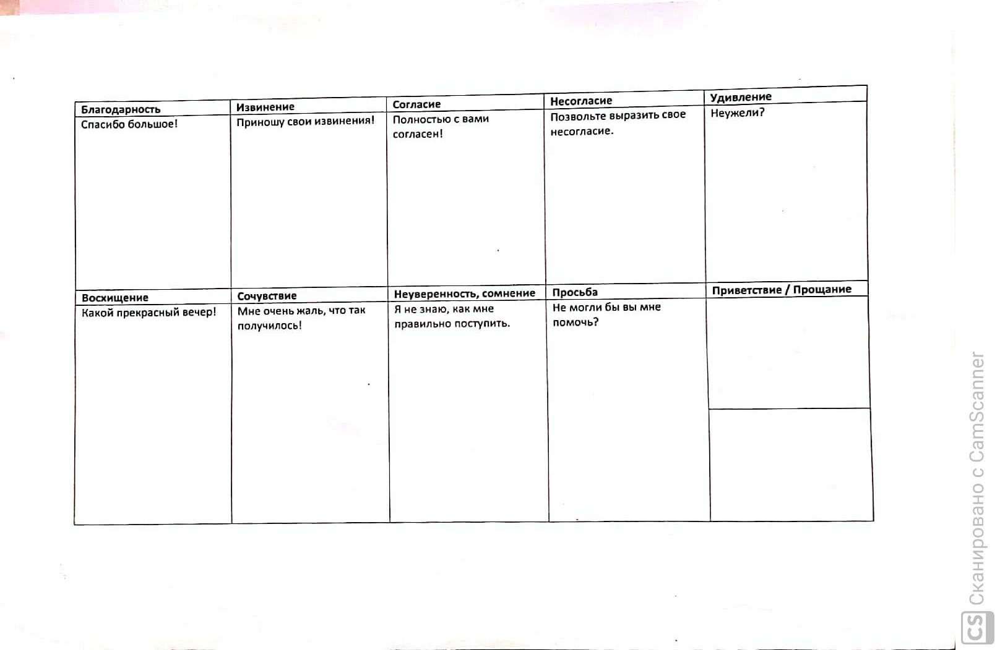 Благодарность
Извинение
Согласие
Несогласие
Удивление
Спасибо большое!
Приношу свои извинения!
Полностью с вами
согласен!
Позвольте выразить свое
несогласие.
Неужели?
Восхищение
Сочувствие
Неуверенность, сомнение
Просьба
Приветствие / Прощание
Какой прекрасный вечер!
Мне очень жаль, что так
получилось!
Я не знаю, как мне
правильно поступить.
Не могли бы вы мне
помочь?
CS Сканировано с CamScanner